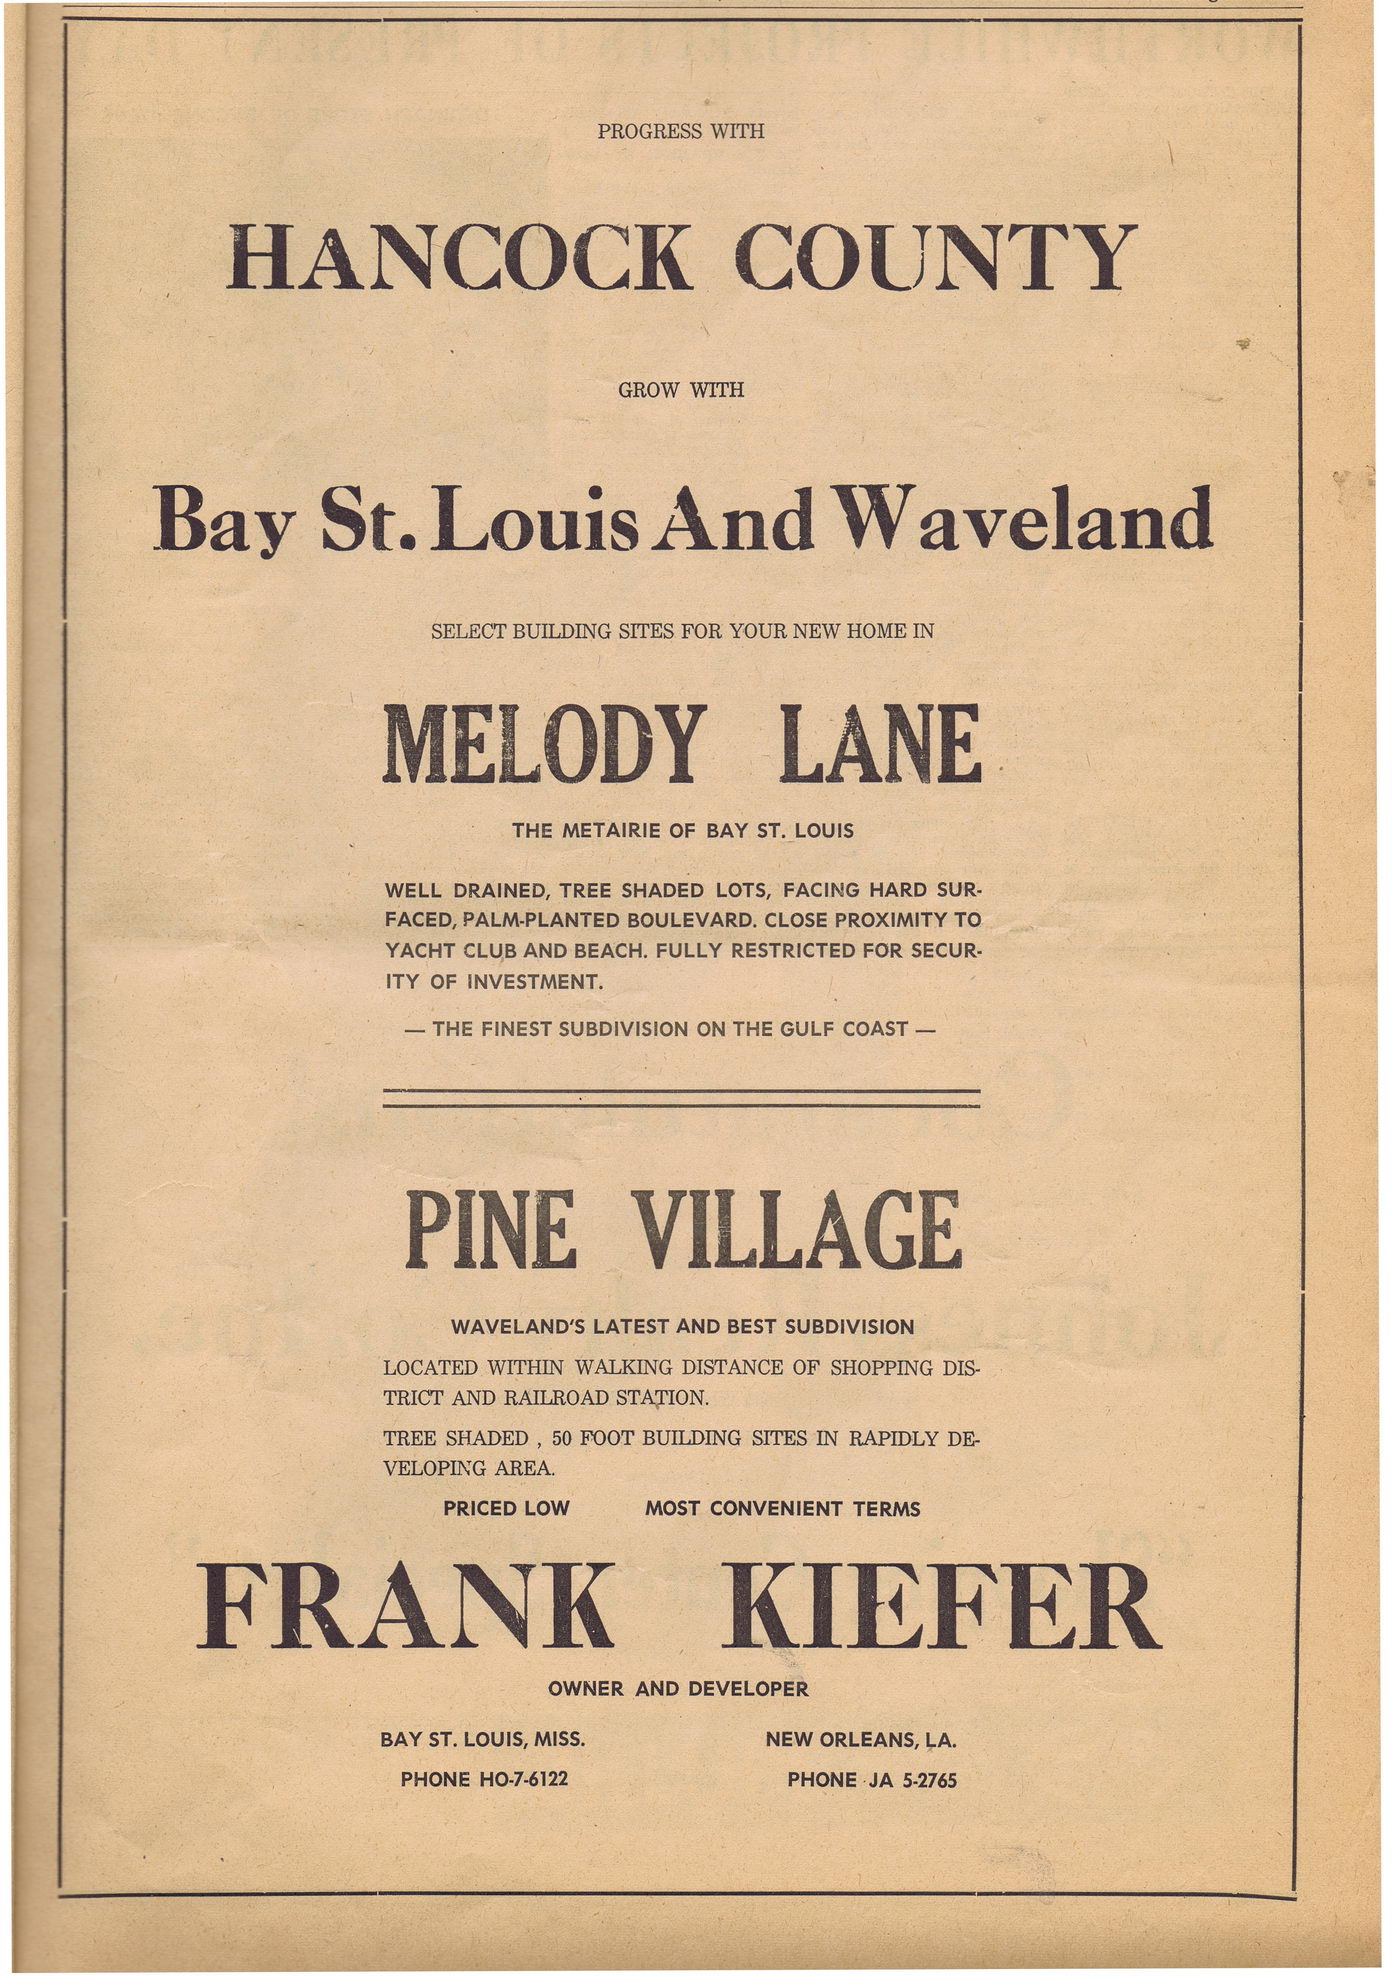 PROGRESS WITH
HANCOCK COUNTY
GROW WITH
Bay St. Louis And Waveland
SELECT BUILDING SITES FOR YOUR NEW HOME IN
MELODY LANE
THE METAIRIE OF BAY ST. LOUIS
WELL DRAINED, TREE SHADED LOTS, FACING HARD SUR-
FACED, PALM-PLANTED BOULEVARD. CLOSE PROXIMITY TO
YACHT CLUB AND BEACH. FULLY RESTRICTED FOR SECUR-
ITY OF INVESTMENT.
— THE FINEST SUBDIVISION ON THE GULF COAST —
PINE VILLAGE
WAVELAND'S LATEST AND BEST SUBDIVISION
LOCATED WITHIN WALKING DISTANCE OF SHOPPING DIS-
TRICT AND RAILROAD STATION.
TREE SHADED , 50 FOOT BUILDING SITES IN RAPIDLY DE-
VELOPING AREA.
PRICED LOW MOST CONVENIENT TERMS
FRANK KIEFER
OWNER AND DEVELOPER
BAY ST. LOUIS, MISS. NEW ORLEANS, LA.
PHONE HO-7-6122 PHONE JA 5-2765